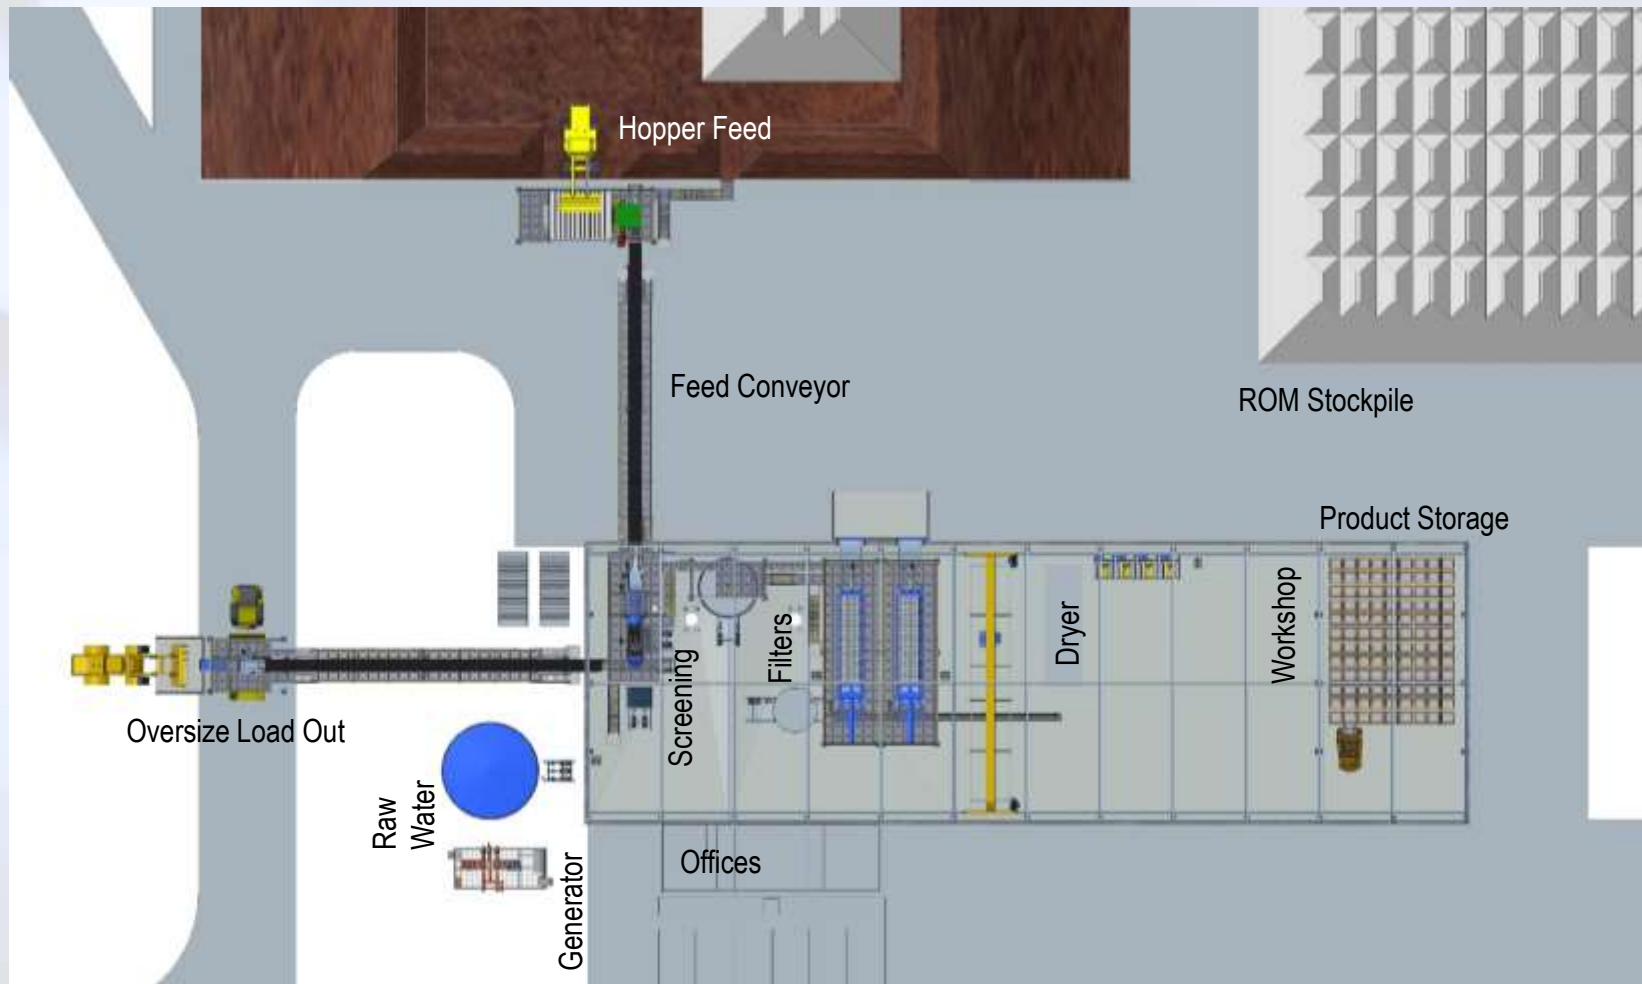 Hopper Feed
Feed Conveyor
ROM Stockpile
Product Storage
Workshop
Dryer
Filters
Screening
Oversize Load Out
Raw
Water
Offices
Generator